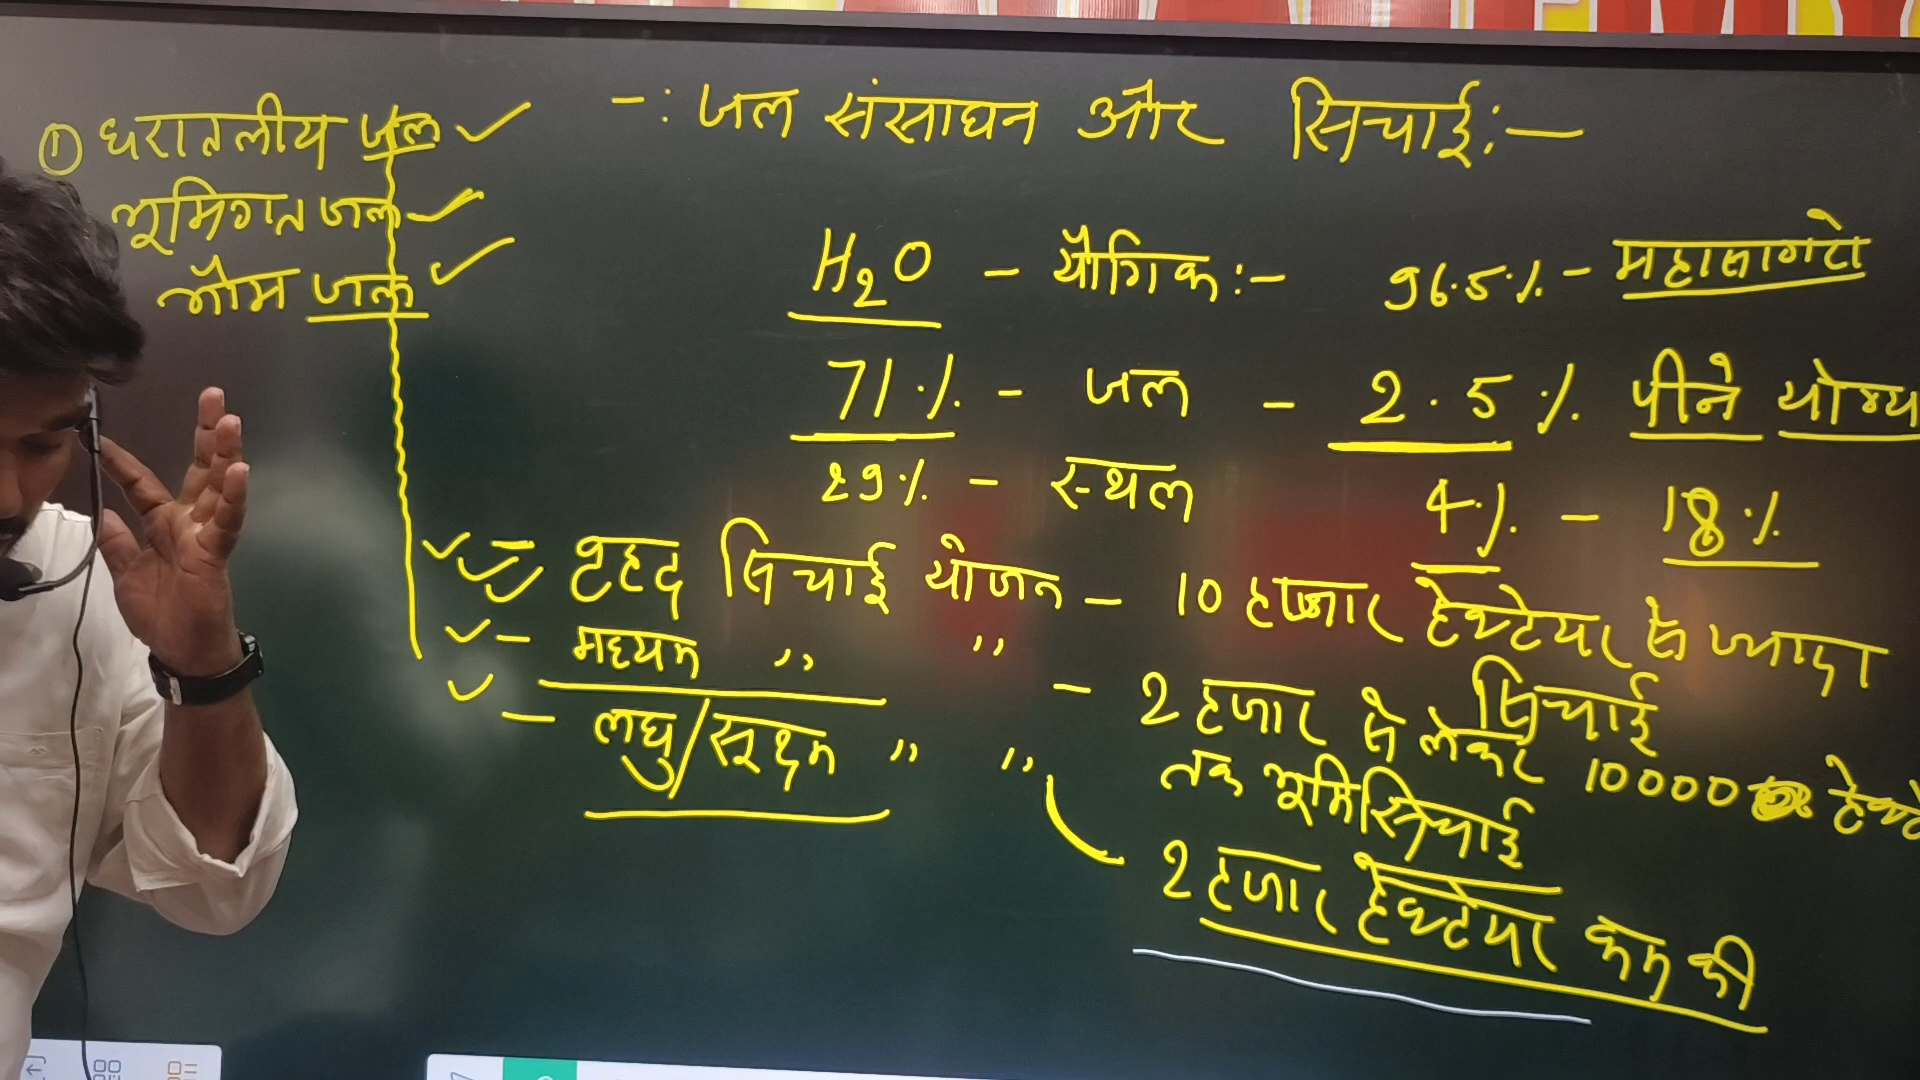 -: जल संसाधन और सिचाई:-
① धरातलीय जल ✓
भूमिगत जल ✓
भौम जल ✓
H₂O - यौगिक:- 96.5% - महासागरो
71% - जल - 2.5% पीने योग्य
29% - स्थल 4% - 18%
✓ - वृहद सिचाई योजन - 10 हजार हेक्टेयर से ज्यादा सिचाई
✓ - मध्यम " " - 2 हजार से लेकर 10000
तक भूमि सिचाई
✓ - लघु/सूक्ष्म " " 2 हजार हेक्टेयर कम की